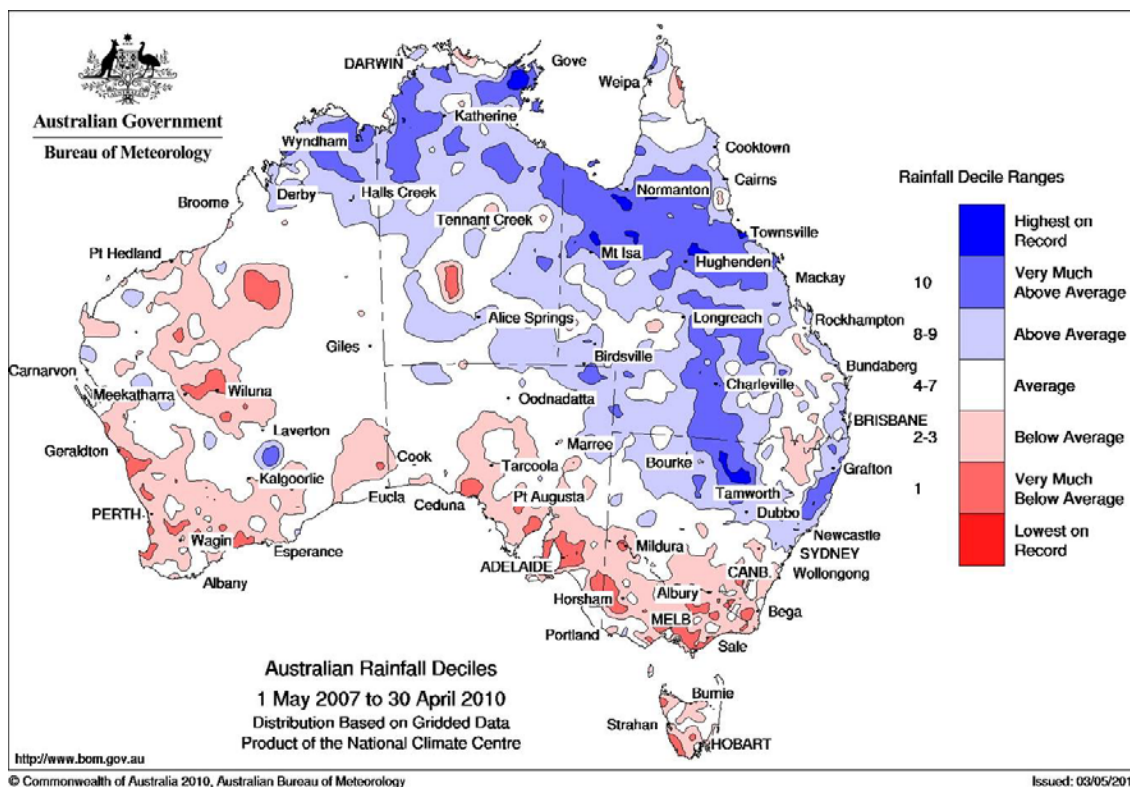 Australian Government
Bureau of Meteorology
DARWIN
Gove
Weipa
Katherine
Wyndham
Cooktown
Cairns
Normanton
Derby
Halls Creek
Broome
Tennant Creek
Townsville
Mt Isa
Hughenden
Pt Hedland
Mackay
Alice Springs
Longreach
Rockhampton
Giles
Birdsville
Bundaberg
Carnarvon
Meekatharra
Wiluna
Charleville
Oodnadatta
BRISBANE
Laverton
Marree
Geraldton
Cook
Bourke
Grafton
Tarcoola
Kalgoorlie
Eucla
Pt Augusta
Tamworth
Ceduna
Dubbo
PERTH
Newcastle
Wagin
Esperance
Mildura
SYDNEY
ADELAIDE
CANB.
Wollongong
Albany
Horsham
Albury
Bega
MELB
Portland
Sale
Burnie
Strahan
HOBART
Rainfall Decile Ranges
Highest on
Record
10
Very Much
Above Average
8-9
Above Average
4-7
Average
2-3
Below Average
1
Very Much
Below Average
Lowest on
Record
Australian Rainfall Deciles
1 May 2007 to 30 April 2010
Distribution Based on Gridded Data
Product of the National Climate Centre
http://www.bom.gov.au
© Commonwealth of Australia 2010, Australian Bureau of Meteorology
Issued: 03/05/201